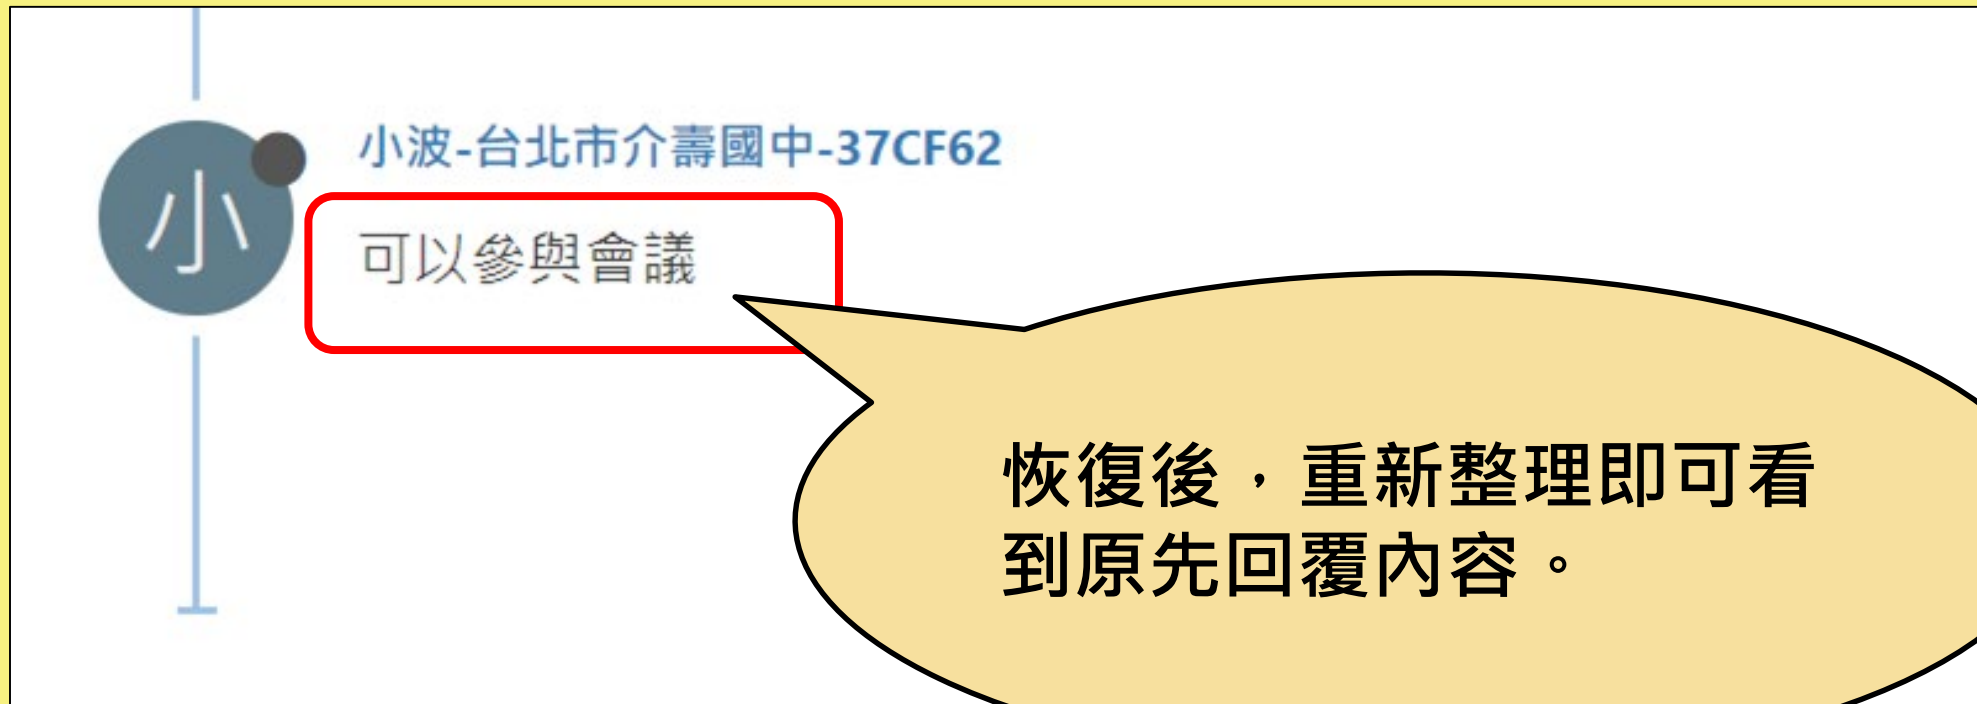 小波-台北市介壽國中-37CF62
小
可以參與會議
恢復後，重新整理即可看
到原先回覆內容。